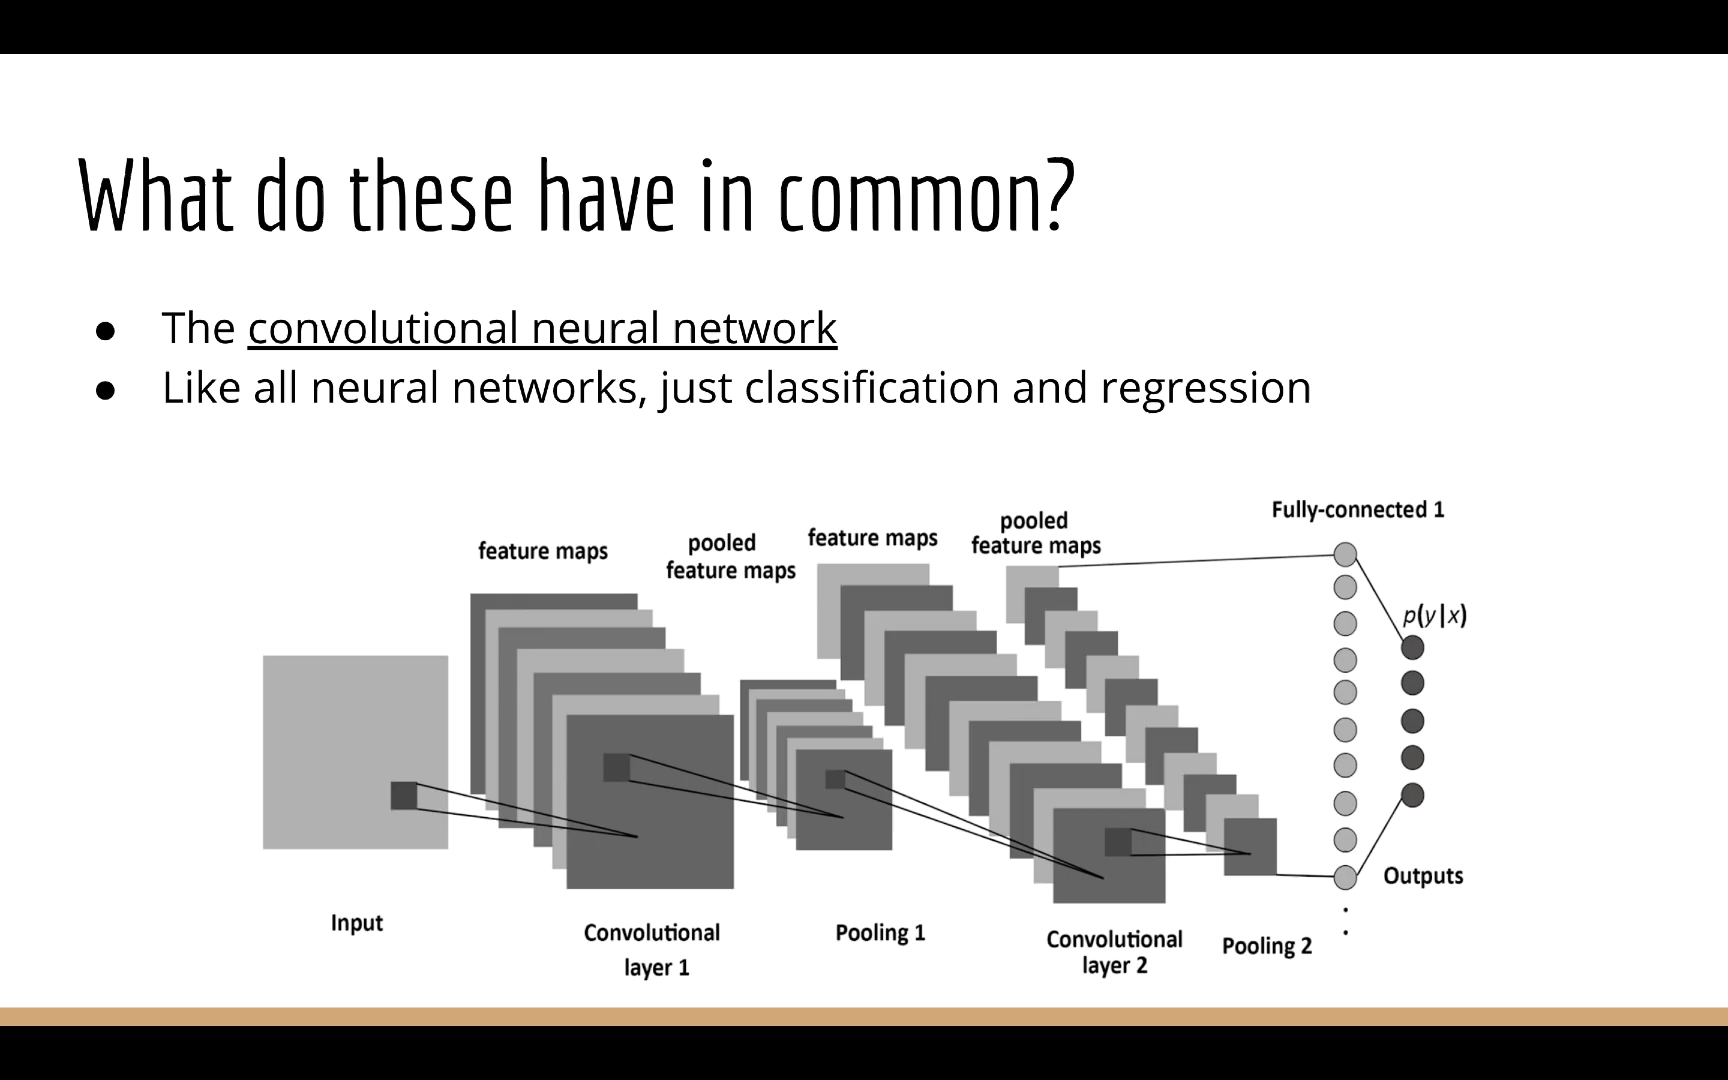 What do these have in common?
● The convolutional neural network
● Like all neural networks, just classification and regression
Fully-connected 1
feature maps
pooled
feature maps
feature maps
pooled
feature maps
p(y|x)
Outputs
Input
Convolutional
layer 1
Pooling 1
Convolutional
layer 2
Pooling 2